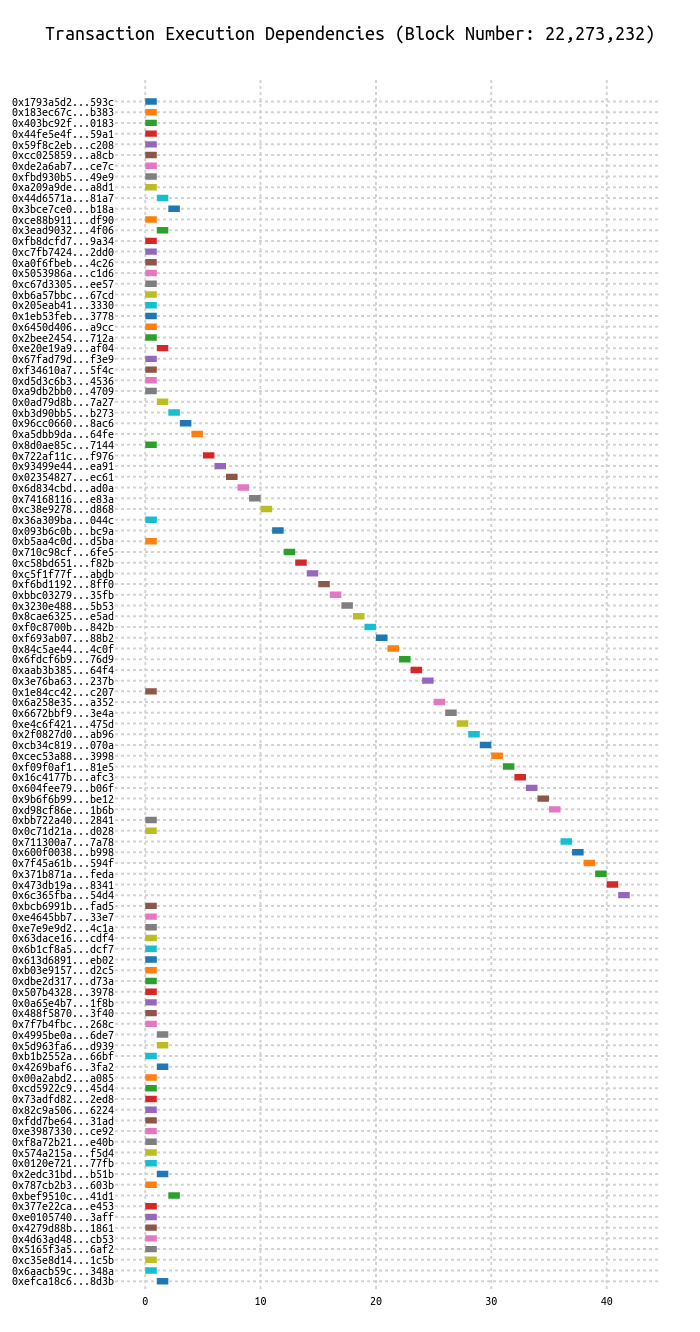 Transaction Execution Dependencies (Block Number: 22,273,232)
0x1793a5d2...593c
0x183ec67c...b383
0x403bc92f...0183
0x44fe5e4f...59a1
0x59f8c2eb...c208
0xcc025859...a8cb
0xde2a6ab7...ce7c
0xfbd930b5...49e9
0xa209a9de...a8d1
0x44d6571a...81a7
0x3bce7ce0...b18a
0xce88b911...df90
0x3ead9032...4f06
0xfb8dcfd7...9a34
0xc7fb7424...2dd0
0xa0f6fbeb...4c26
0x5053986a...c1d6
0xc67d3305...ee57
0xb6a57bbc...67cd
0x205eab41...3330
0x1eb53feb...3778
0x6450d406...a9cc
0x2bee2454...712a
0xe20e19a9...af04
0x67fad79d...f3e9
0xf34610a7...5f4c
0xd5d3c6b3...4536
0xa9db2bb0...4709
0x0ad79d8b...7a27
0xb3d90bb5...b273
0x96cc0660...8ac6
0xa5dbb9da...64fe
0x8d0ae85c...7144
0x722af11c...f976
0x93499e44...ea91
0x02354827...ec61
0x6d834cbd...ad0a
0x74168116...e83a
0xc38e9278...d868
0x36a309ba...044c
0x093b6c0b...bc9a
0xb5aa4c0d...d5ba
0x710c98cf...6fe5
0xc58bd651...f82b
0xc5f1f77f...abdb
0xf6bd1192...8ff0
0xbbc03279...35fb
0x3230e488...5b53
0x8cae6325...e5ad
0xf0c8700b...842b
0xf693ab07...88b2
0x84c5ae44...4c0f
0x6fdcf6b9...76d9
0xaab3b385...64f4
0x3e76ba63...237b
0x1e84cc42...c207
0x6a258e35...a352
0x6672bbf9...3e4a
0xe4c6f421...475d
0x2f0827d0...ab96
0xcb34c819...070a
0xcec53a88...3998
0xf09f0af1...81e5
0x16c4177b...afc3
0x604fee79...b06f
0x9b6f6b99...be12
0xd98cf86e...1b6b
0xbb722a40...2841
0x0c71d21a...d028
0x711300a7...7a78
0x600f0038...b998
0x7f45a61b...594f
0x371b871a...feda
0x473db19a...8341
0x6c365fba...54d4
0xbcb6991b...fad5
0xe4645bb7...33e7
0xe7e9e9d2...4c1a
0x63dace16...cdf4
0x6b1cf8a5...dcf7
0x613d6891...eb02
0xb03e9157...d2c5
0xdbe2d317...d73a
0x507b4328...3978
0x0a65e4b7...1f8b
0x488f5870...3f40
0x7f7b4fbc...268c
0x4995be0a...6de7
0x5d963fa6...d939
0xb1b2552a...66bf
0x4269baf6...3fa2
0x00a2abd2...a085
0xcd5922c9...45d4
0x73adfd82...2ed8
0x82c9a506...6224
0xfdd7be64...31ad
0xe3987330...ce92
0xf8a72b21...e40b
0x574a215a...f5d4
0x0120e721...77fb
0x2edc31bd...b51b
0x787cb2b3...603b
0xbef9510c...41d1
0x377e22ca...e453
0xe0105740...3aff
0x4279d88b...1861
0x4d63ad48...cb53
0x5165f3a5...6af2
0xc35e8d14...1c5b
0x6aacb59c...348a
0xefca18c6...8d3b
0 10 20 30 40